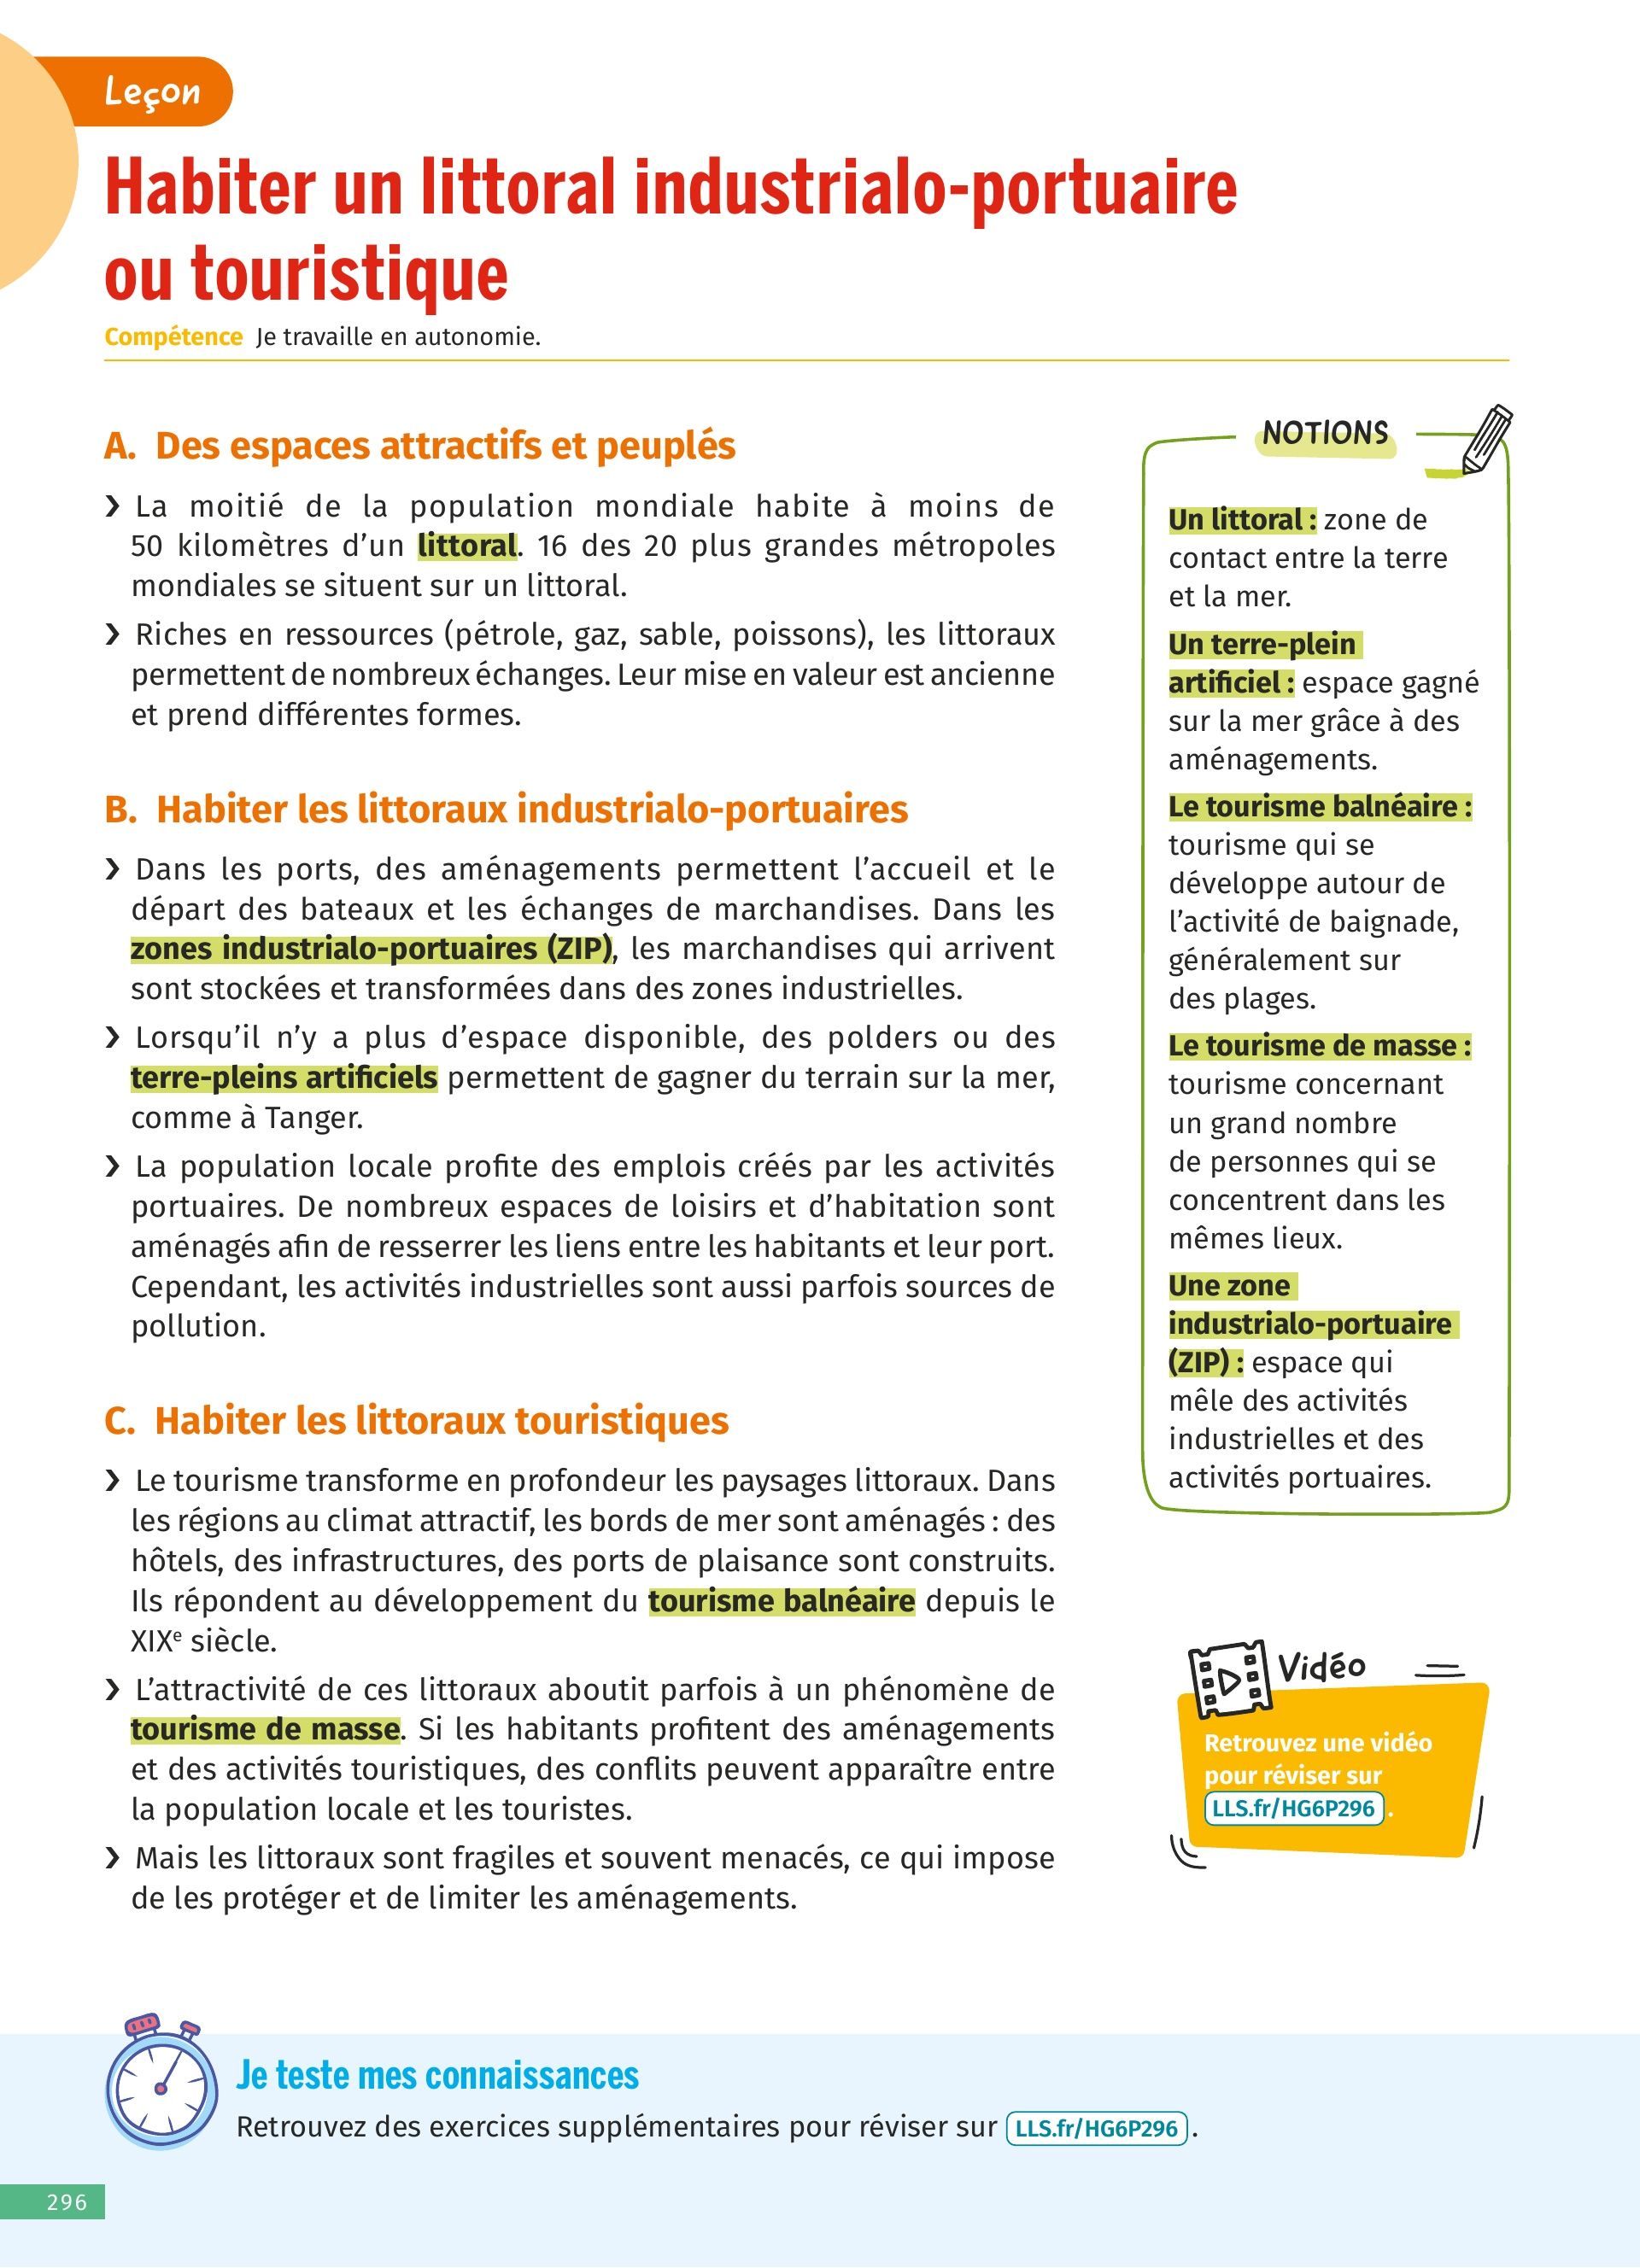 Leçon
Habiter un littoral industrialo-portuaire
ou touristique
Compétence Je travaille en autonomie.
A. Des espaces attractifs et peuplés
❯ La moitié de la population mondiale habite à moins de
50 kilomètres d’un littoral. 16 des 20 plus grandes métropoles
mondiales se situent sur un littoral.
❯ Riches en ressources (pétrole, gaz, sable, poissons), les littoraux
permettent de nombreux échanges. Leur mise en valeur est ancienne
et prend différentes formes.
B. Habiter les littoraux industrialo-portuaires
❯ Dans les ports, des aménagements permettent l’accueil et le
départ des bateaux et les échanges de marchandises. Dans les
zones industrialo-portuaires (ZIP), les marchandises qui arrivent
sont stockées et transformées dans des zones industrielles.
❯ Lorsqu’il n’y a plus d’espace disponible, des polders ou des
terre-pleins artificiels permettent de gagner du terrain sur la mer,
comme à Tanger.
❯ La population locale profite des emplois créés par les activités
portuaires. De nombreux espaces de loisirs et d’habitation sont
aménagés afin de resserrer les liens entre les habitants et leur port.
Cependant, les activités industrielles sont aussi parfois sources de
pollution.
C. Habiter les littoraux touristiques
❯ Le tourisme transforme en profondeur les paysages littoraux. Dans
les régions au climat attractif, les bords de mer sont aménagés : des
hôtels, des infrastructures, des ports de plaisance sont construits.
Ils répondent au développement du tourisme balnéaire depuis le
XIXe siècle.
❯ L’attractivité de ces littoraux aboutit parfois à un phénomène de
tourisme de masse. Si les habitants profitent des aménagements
et des activités touristiques, des conflits peuvent apparaître entre
la population locale et les touristes.
❯ Mais les littoraux sont fragiles et souvent menacés, ce qui impose
de les protéger et de limiter les aménagements.
NOTIONS
Un littoral : zone de
contact entre la terre
et la mer.
Un terre-plein
artificiel : espace gagné
sur la mer grâce à des
aménagements.
Le tourisme balnéaire :
tourisme qui se
développe autour de
l’activité de baignade,
généralement sur
des plages.
Le tourisme de masse :
tourisme concernant
un grand nombre
de personnes qui se
concentrent dans les
mêmes lieux.
Une zone
industrialo-portuaire
(ZIP) : espace qui
mêle des activités
industrielles et des
activités portuaires.
Vidéo
Retrouvez une vidéo
pour réviser sur
LLS.fr/HG6P296 .
Je teste mes connaissances
Retrouvez des exercices supplémentaires pour réviser sur LLS.fr/HG6P296 .
296